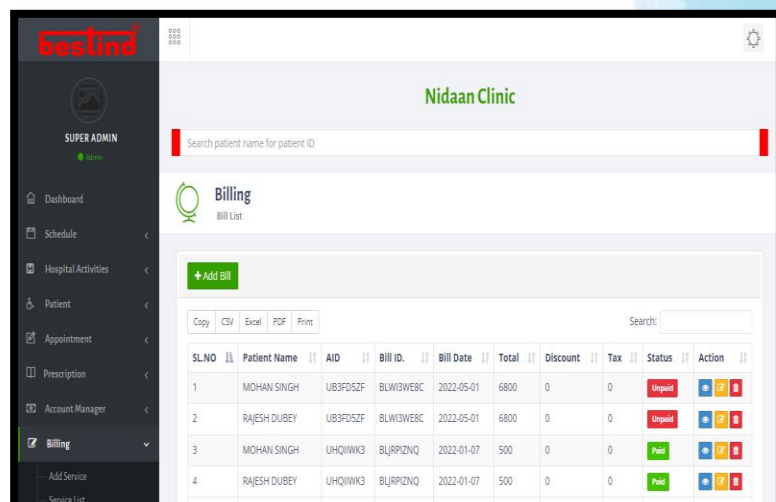 bestind
SUPER ADMIN
Admin
Dashboard
Schedule
Hospital Activities
Patient
Appointment
Prescription
Account Manager
Billing
Add Service
Service List
Nidaan Clinic
Search patient name for patient ID
Billing
Bill List
+ Add Bill
Copy CSV Excel PDF Print
Search:
SL.NO Patient Name AID Bill ID. Bill Date Total Discount Tax Status Action
1 MOHAN SINGH UB3FD5ZF BLWI3WE8C 2022-05-01 6800 0 0 Unpaid
2 RAJESH DUBEY UB3FD5ZF BLWI3WE8C 2022-05-01 6800 0 0 Unpaid
3 MOHAN SINGH UHQIIWK3 BLJRPIZNQ 2022-01-07 500 0 0 Paid
4 RAJESH DUBEY UHQIIWK3 BLJRPIZNQ 2022-01-07 500 0 0 Paid